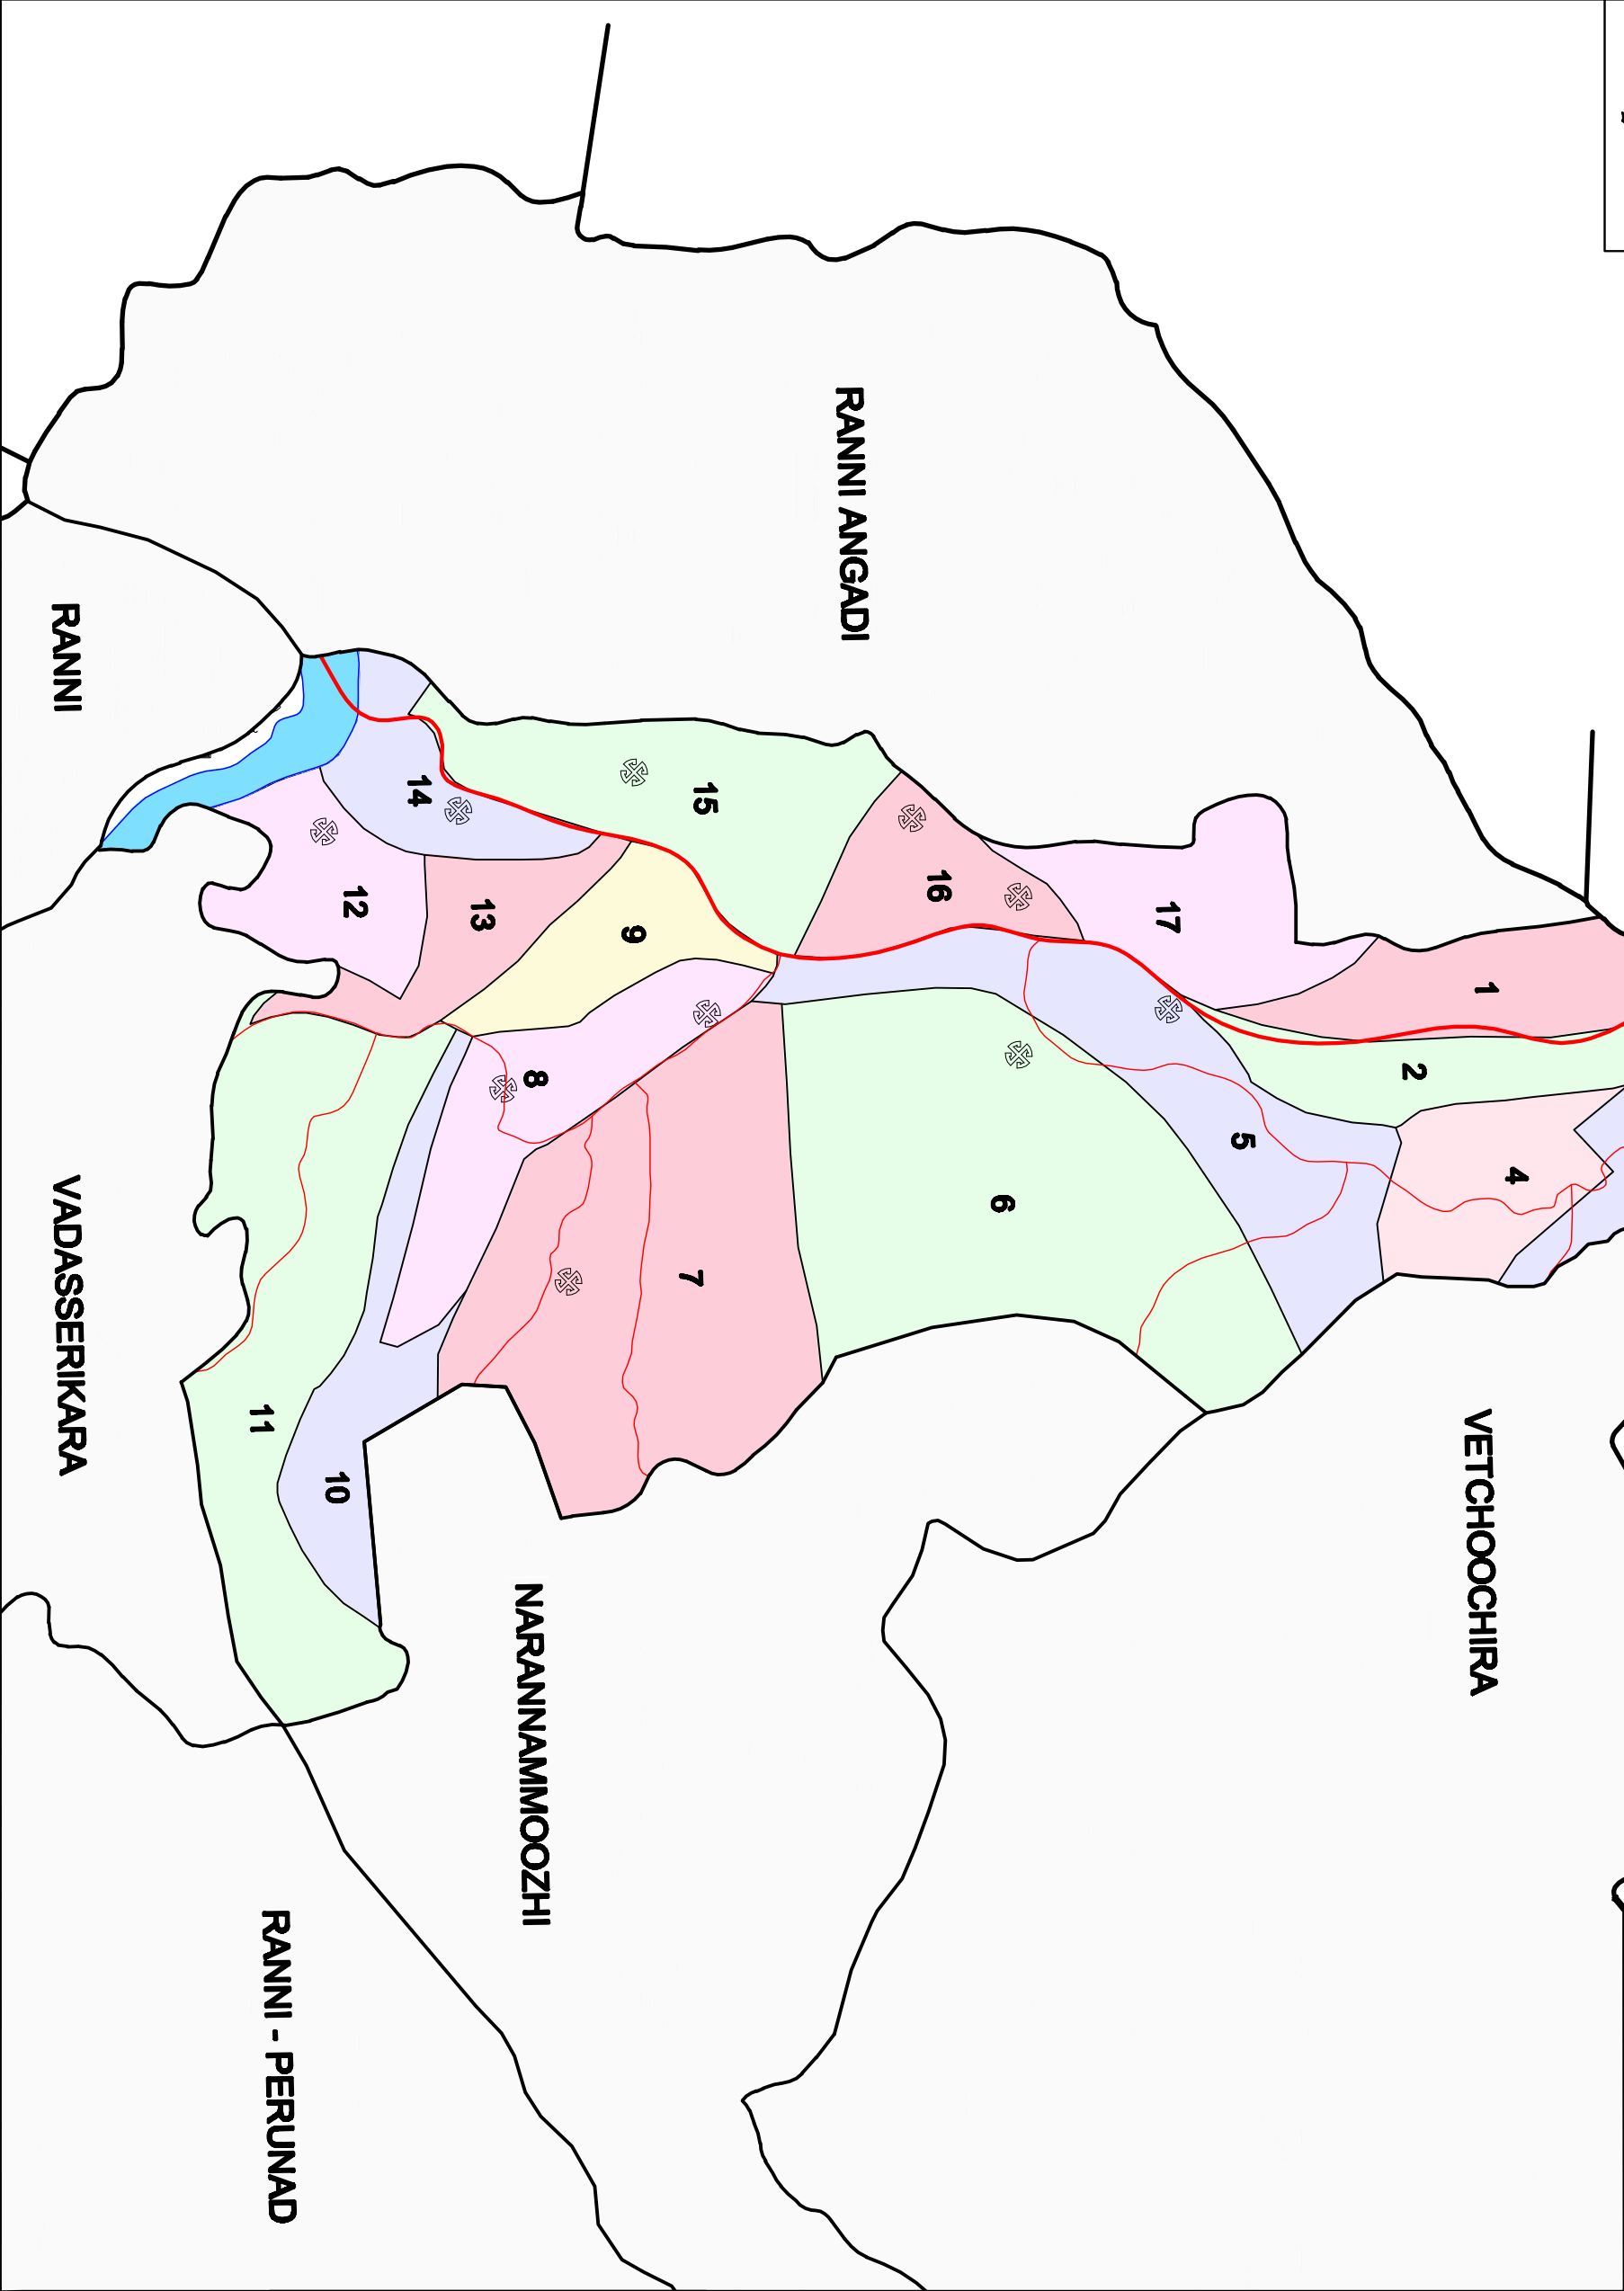 1
4
VETCHOOCHIRA
2
5
17
6
16
RANNI ANGADI
15
7
9
8
NARANNAMMOOZHI
13
14
12
10
11
RANNI - PERUNAD
RANNI
VADASSERIKARA